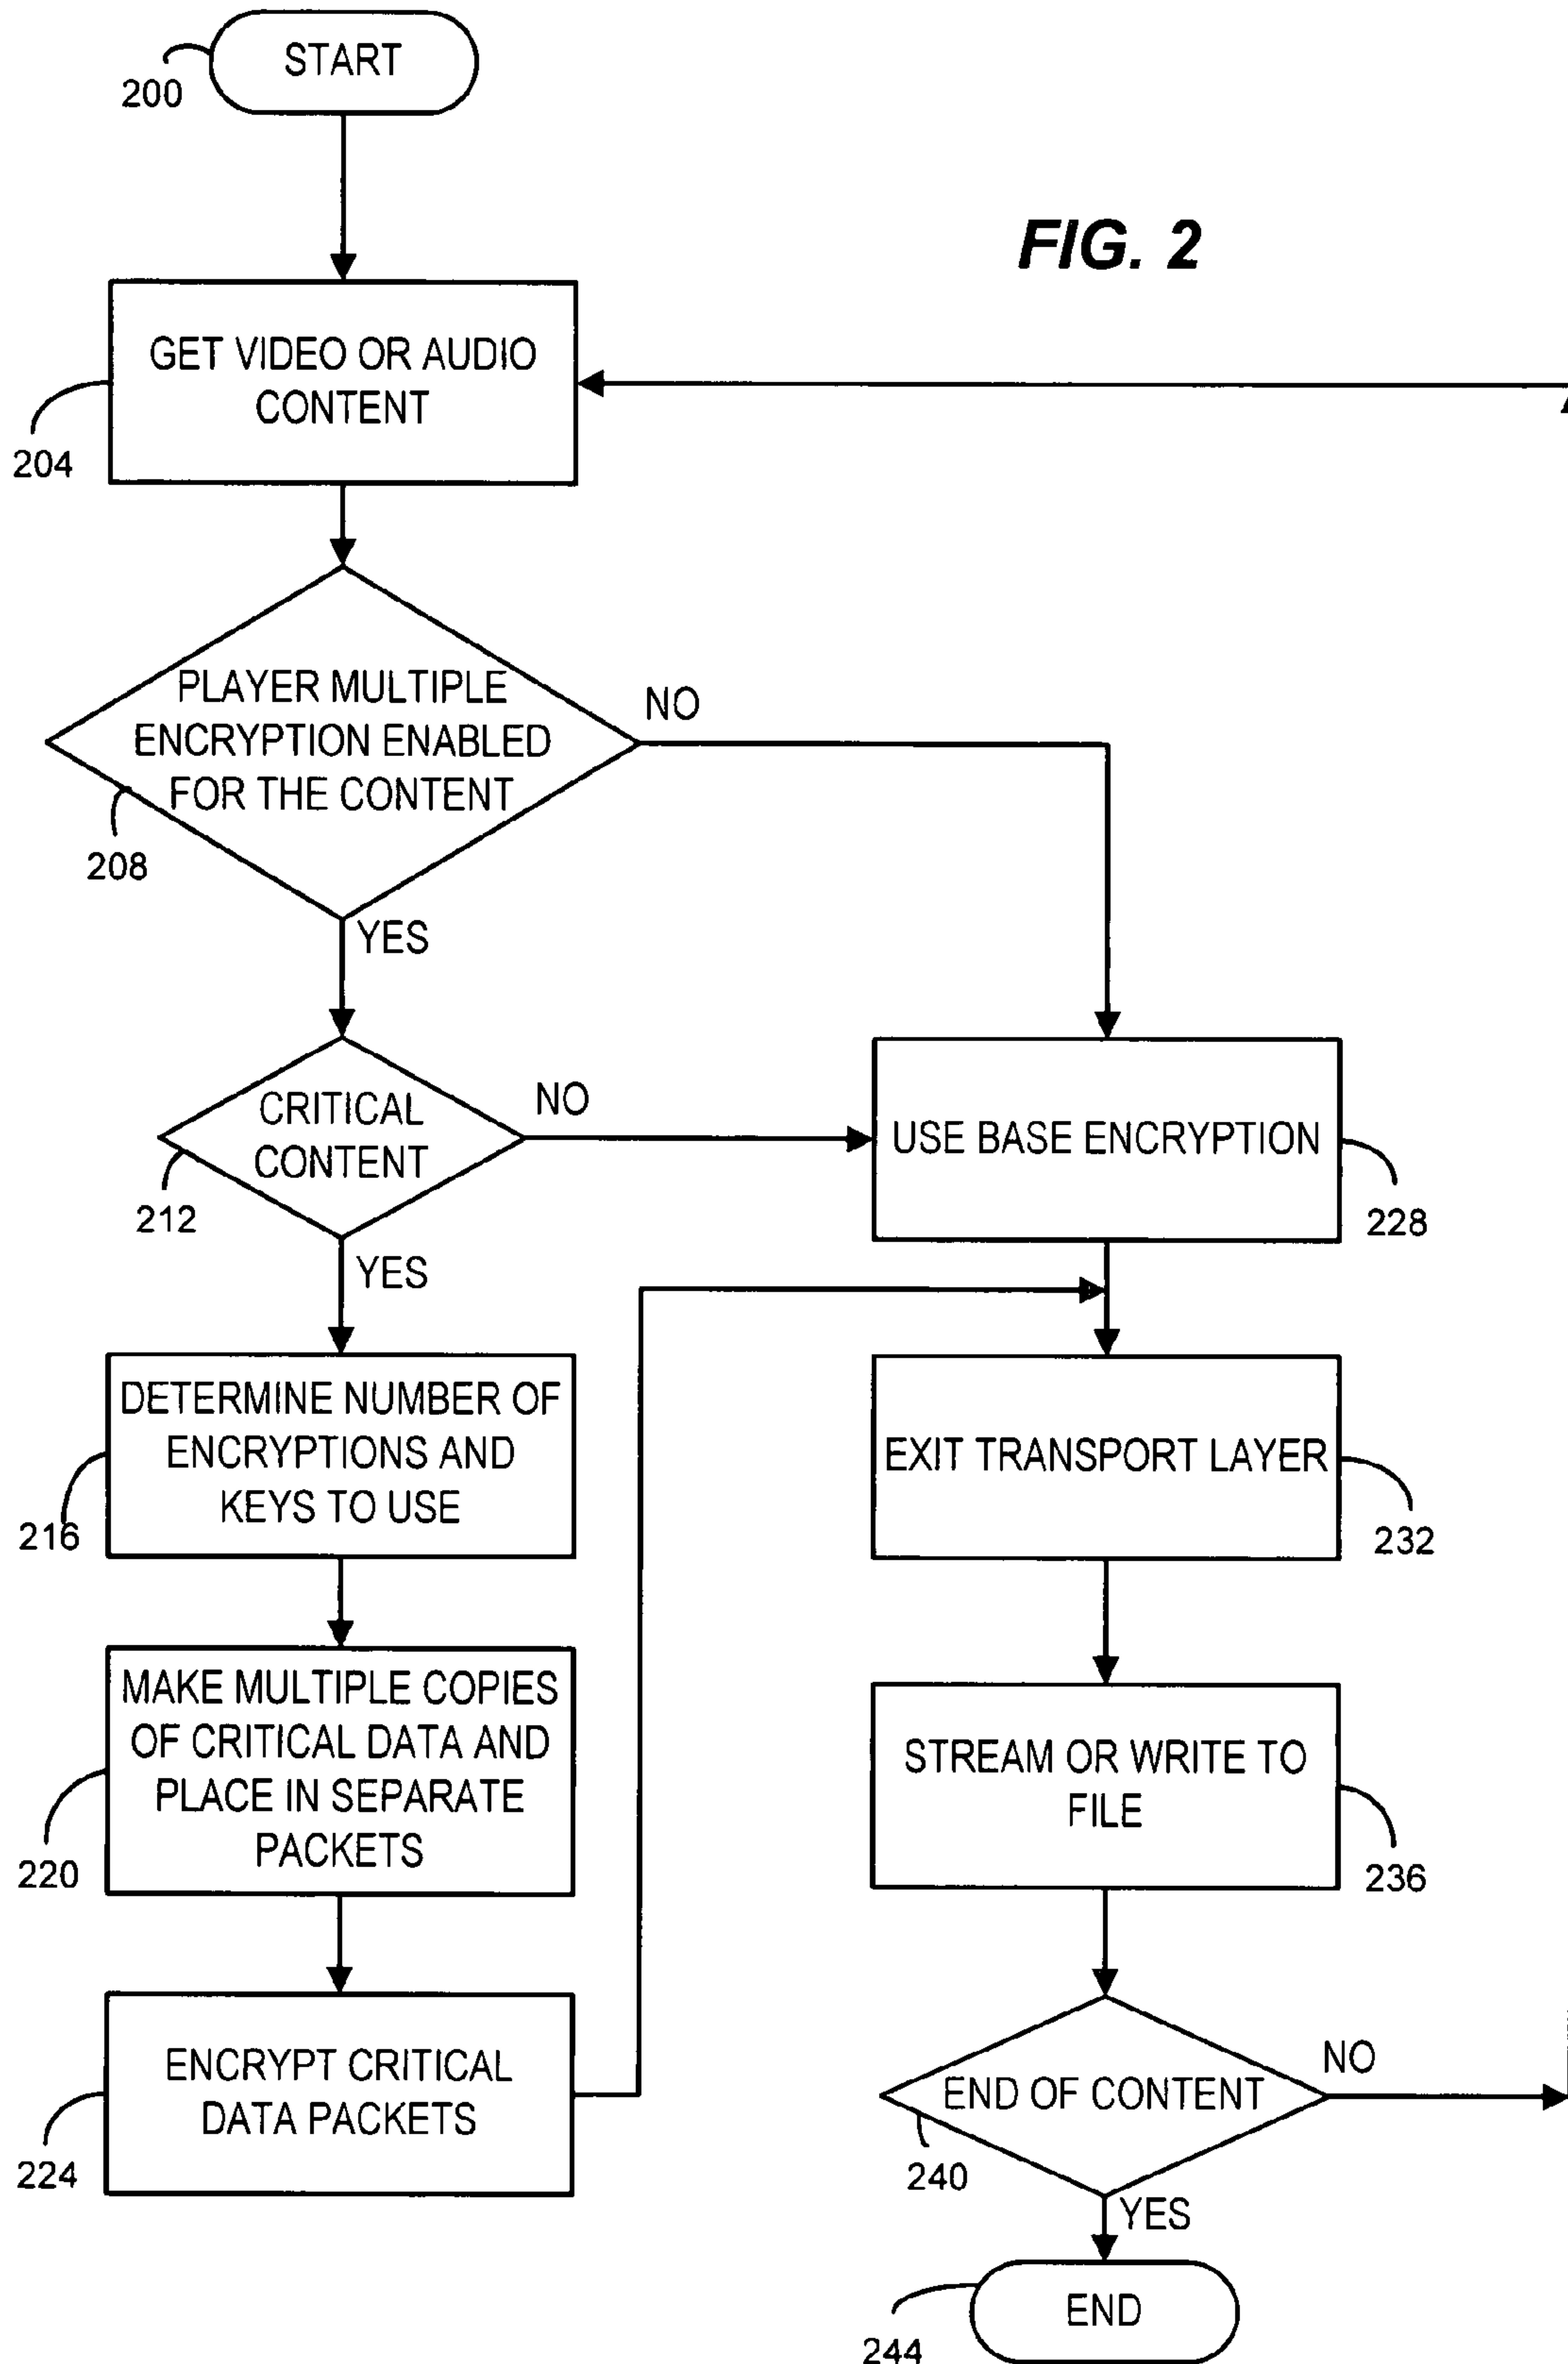 START
200
FIG. 2
GET VIDEO OR AUDIO
CONTENT
204
PLAYER MULTIPLE
ENCRYPTION ENABLED
FOR THE CONTENT
NO
208
YES
CRITICAL
CONTENT
NO
212
YES
USE BASE ENCRYPTION
228
DETERMINE NUMBER OF
ENCRYPTIONS AND
KEYS TO USE
216
EXIT TRANSPORT LAYER
232
MAKE MULTIPLE COPIES
OF CRITICAL DATA AND
PLACE IN SEPARATE
PACKETS
220
STREAM OR WRITE TO
FILE
236
ENCRYPT CRITICAL
DATA PACKETS
224
END OF CONTENT
NO
240
YES
END
244